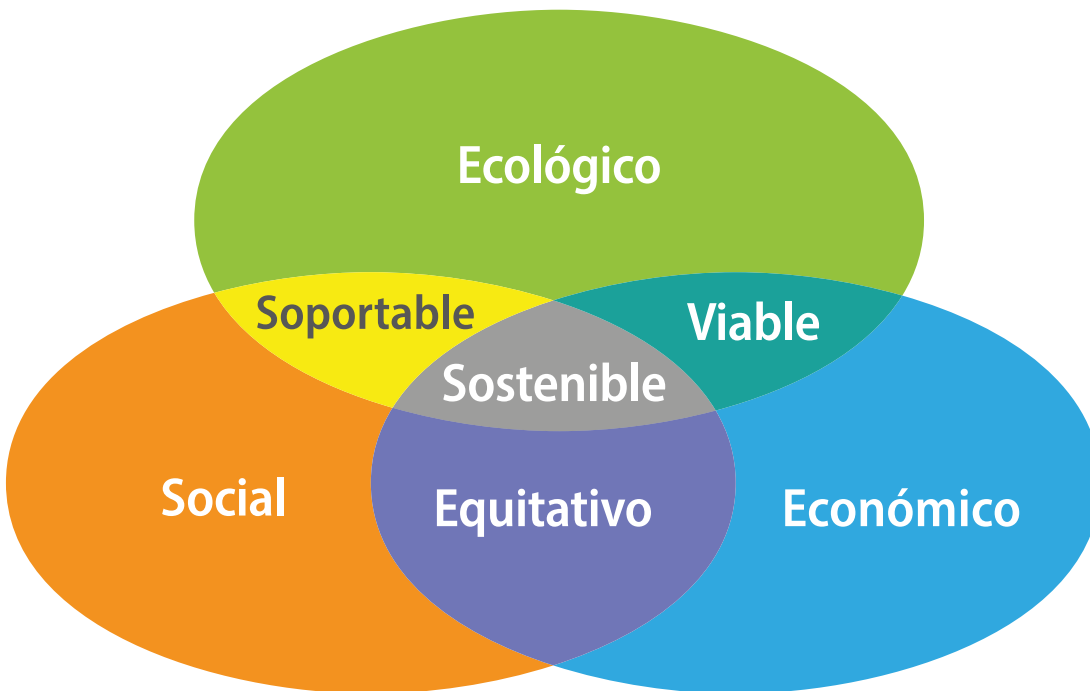 Ecológico
Soportable
Viable
Sostenible
Social
Equitativo
Económico